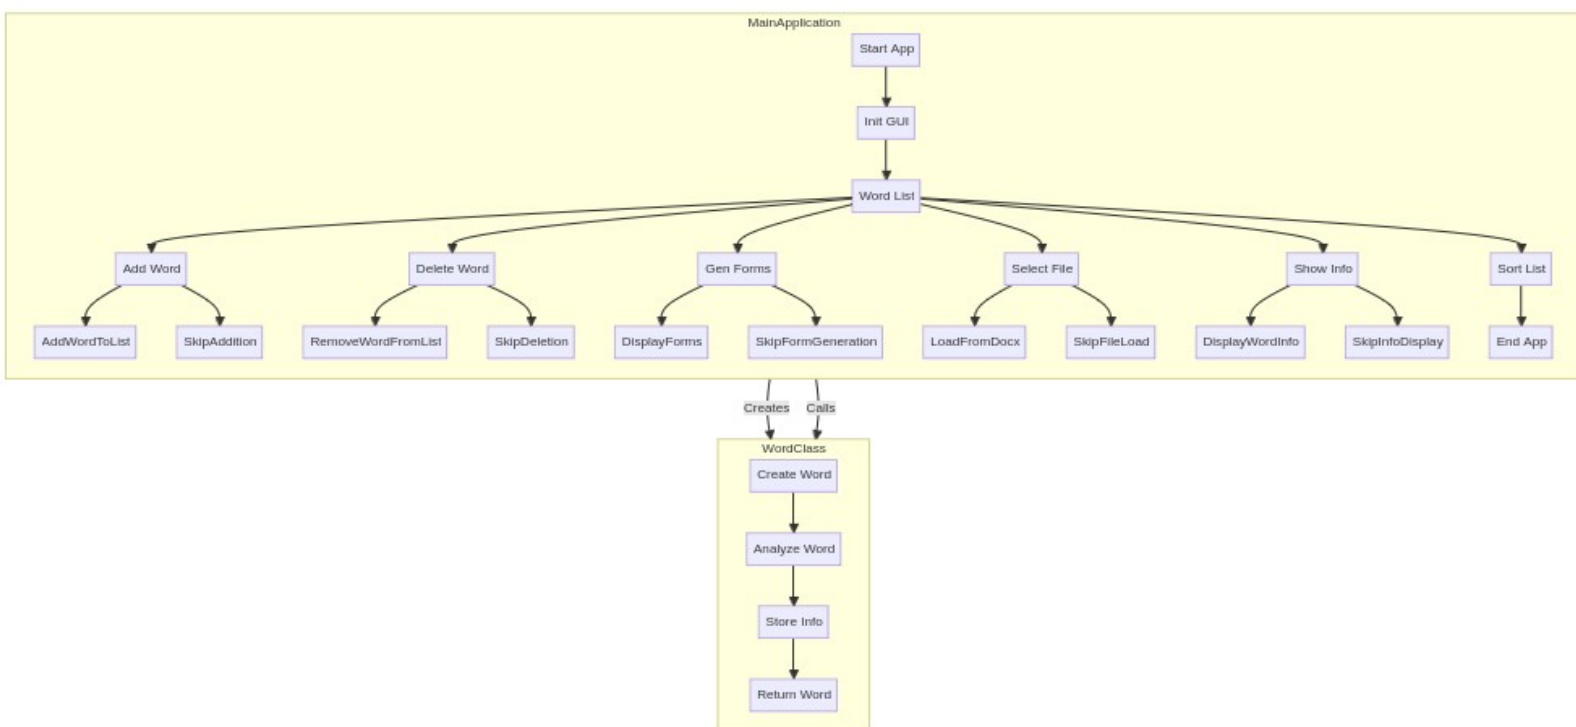 MainApplication
Start App
Init GUI
Word List
Add Word
Delete Word
Gen Forms
Select File
Show Info
Sort List
AddWordToList
SkipAddition
RemoveWordFromList
SkipDeletion
DisplayForms
SkipFormGeneration
LoadFromDocx
SkipFileLoad
DisplayWordInfo
SkipInfoDisplay
End App
Creates
Calls
WordClass
Create Word
Analyze Word
Store Info
Return Word